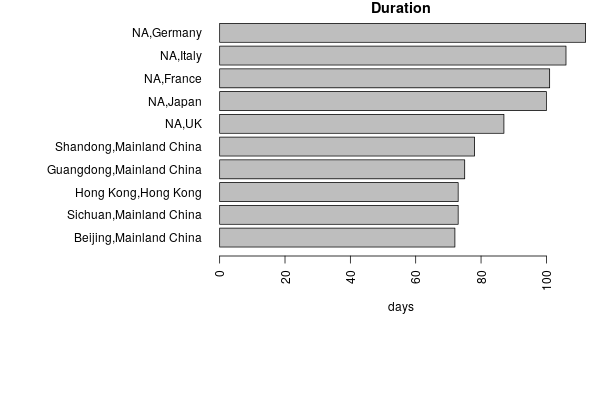 Duration
NA,Germany
NA,Italy
NA,France
NA,Japan
NA,UK
Shandong,Mainland China
Guangdong,Mainland China
Hong Kong,Hong Kong
Sichuan,Mainland China
Beijing,Mainland China
0 20 40 60 80 100
days